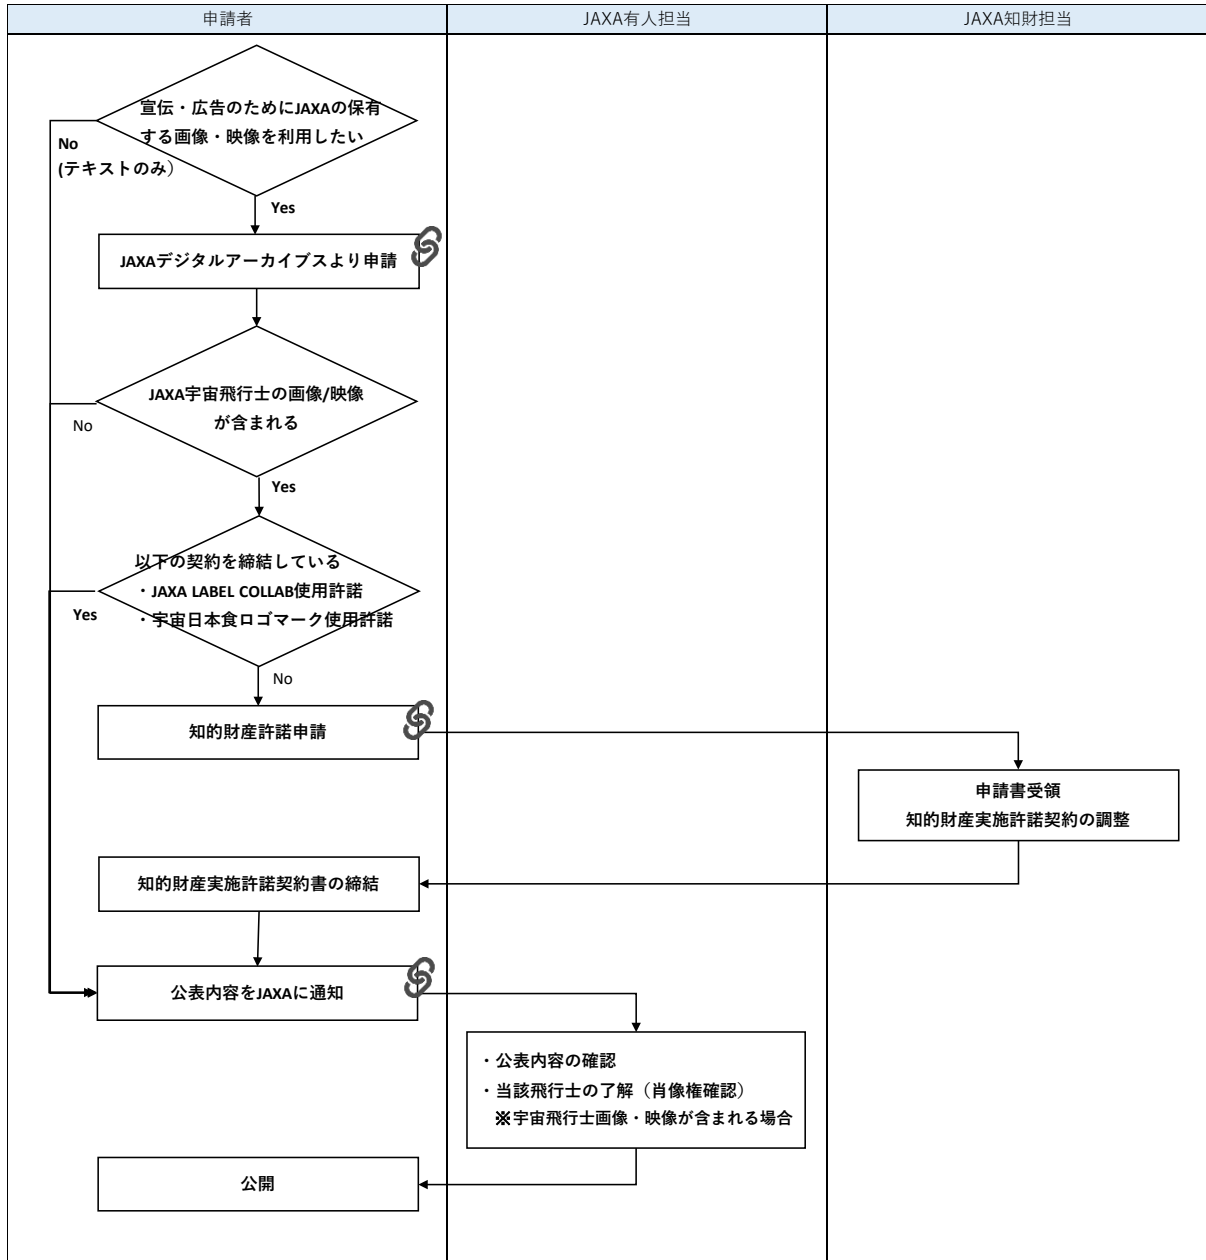 申請者
JAXA有人担当
JAXA知財担当
宣伝・広告のためにJAXAの保有
する画像・映像を利用したい
No
(テキストのみ)
Yes
JAXAデジタルアーカイブスより申請
JAXA宇宙飛行士の画像/映像
が含まれる
No
Yes
以下の契約を締結している
・JAXA LABEL COLLAB使用許諾
・宇宙日本食ロゴマーク使用許諾
Yes
No
知的財産許諾申請
申請書受領
知的財産実施許諾契約の調整
知的財産実施許諾契約書の締結
公表内容をJAXAに通知
・公表内容の確認
・当該飛行士の了解（肖像権確認）
※宇宙飛行士画像・映像が含まれる場合
公開